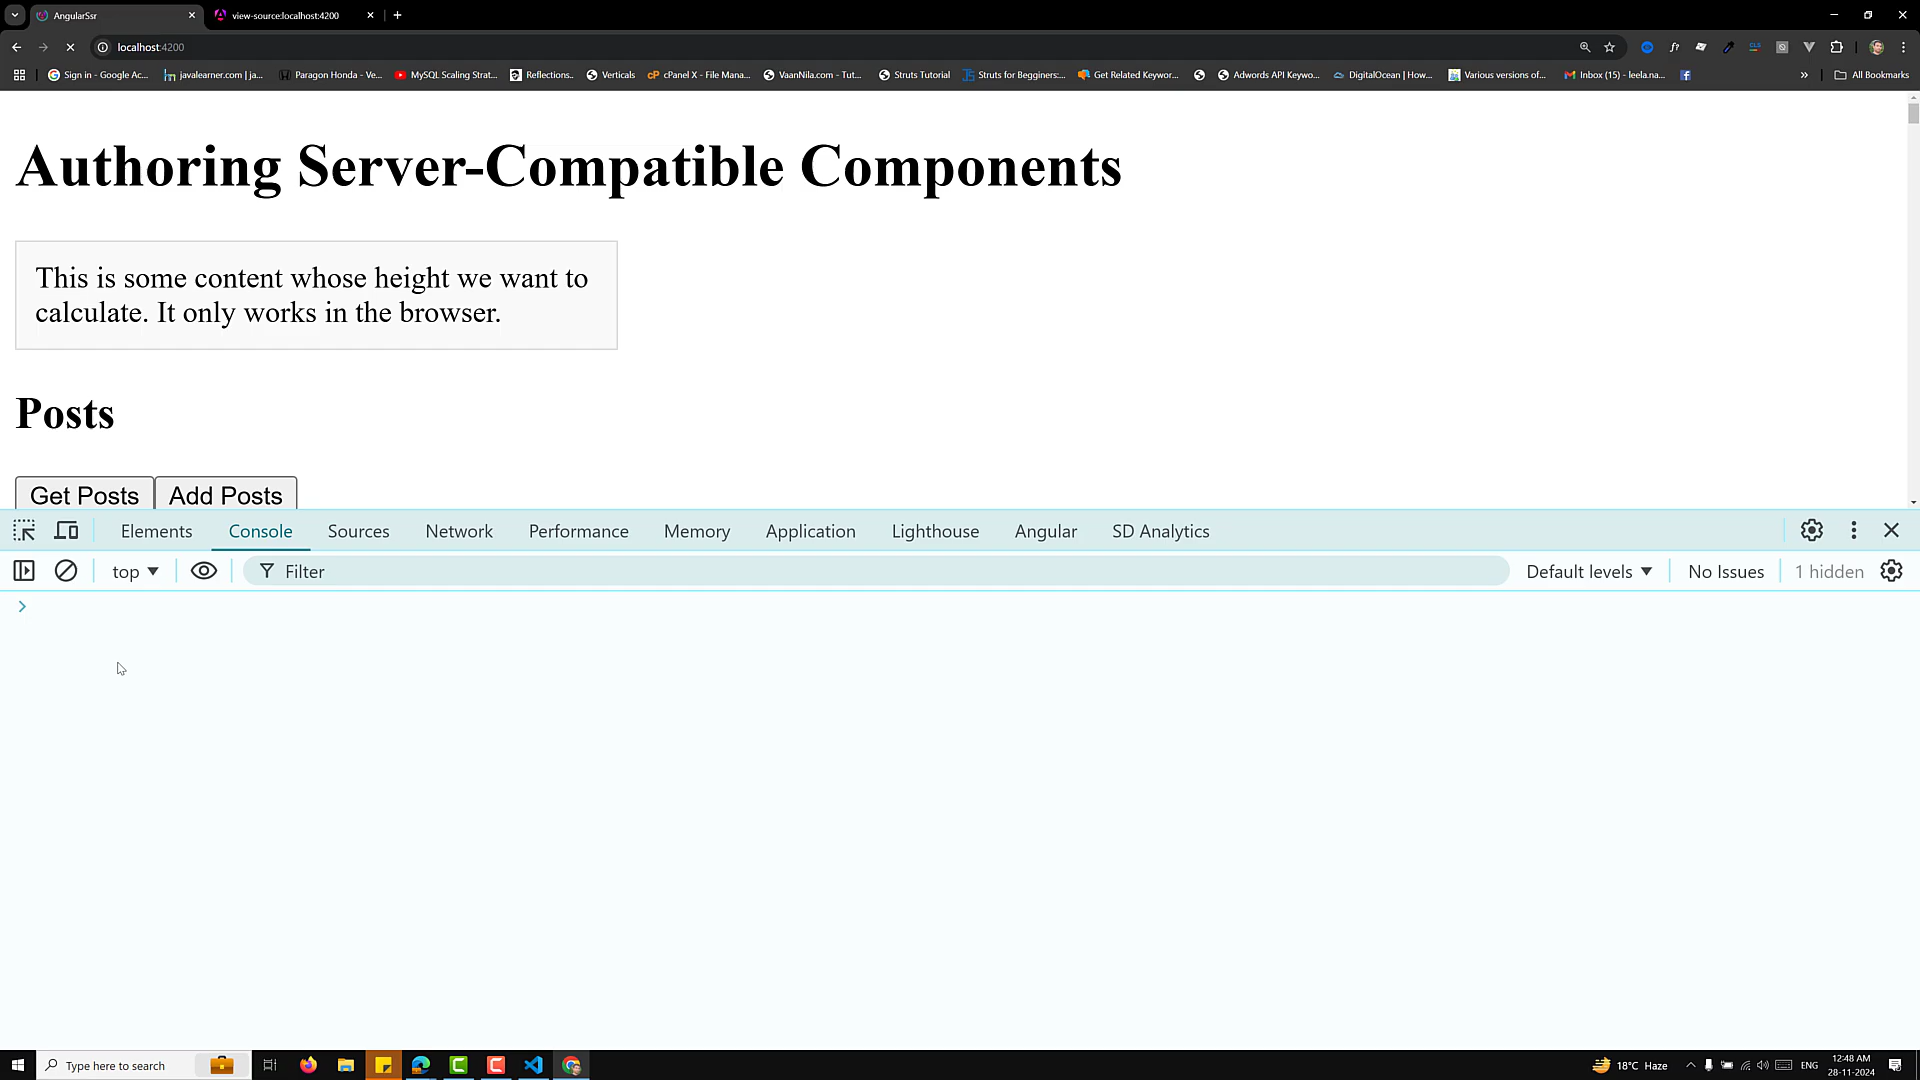 AngularSsr
view-source:localhost:4200
localhost:4200
Sign in - Google Ac...
javalearner.com | ja...
Paragon Honda - Ve...
MySQL Scaling Strat...
Reflections..
Verticals
cPanel X - File Mana...
VaanNila.com - Tut...
Struts Tutorial
Struts for Begginers:...
Get Related Keywor...
Adwords API Keywo...
DigitalOcean | How...
Various versions of...
Inbox (15) - leela.na...
»
All Bookmarks
Authoring Server-Compatible Components
This is some content whose height we want to
calculate. It only works in the browser.
Posts
Get Posts
Add Posts
Elements
Console
Sources
Network
Performance
Memory
Application
Lighthouse
Angular
SD Analytics
top
Filter
Default levels
No Issues
1 hidden
Type here to search
18°C Haze
ENG
12:48 AM
28-11-2024